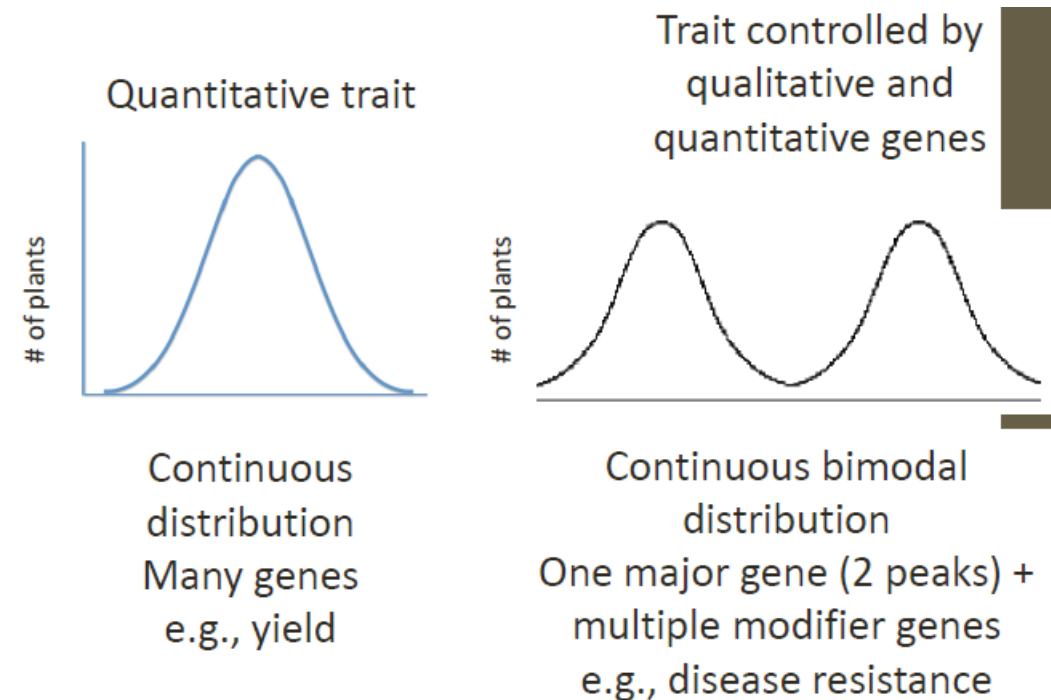 Quantitative trait
# of plants
Continuous
distribution
Many genes
e.g., yield
Trait controlled by
qualitative and
quantitative genes
# of plants
Continuous bimodal
distribution
One major gene (2 peaks) +
multiple modifier genes
e.g., disease resistance